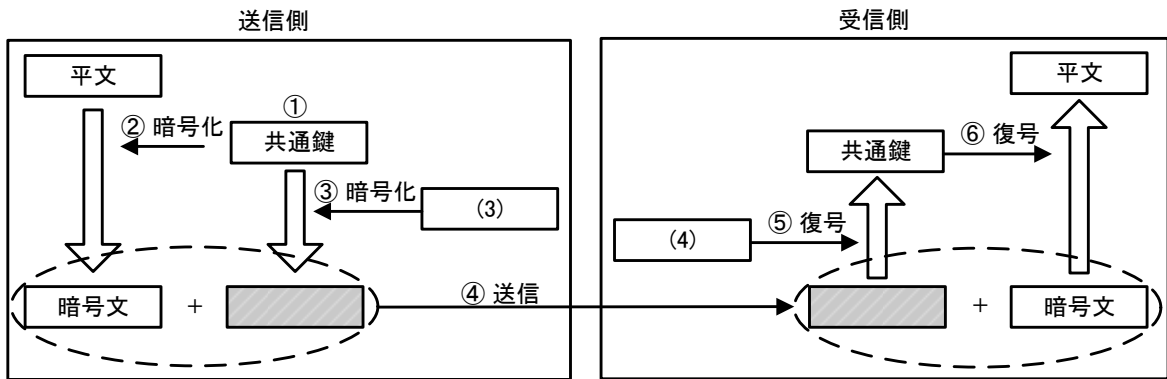 送信側
平文
① 
② 暗号化
共通鍵
③ 暗号化
(3)
暗号文 +
④ 送信
受信側
平文
共通鍵
⑥ 復号
(4)
⑤ 復号
+ 暗号文